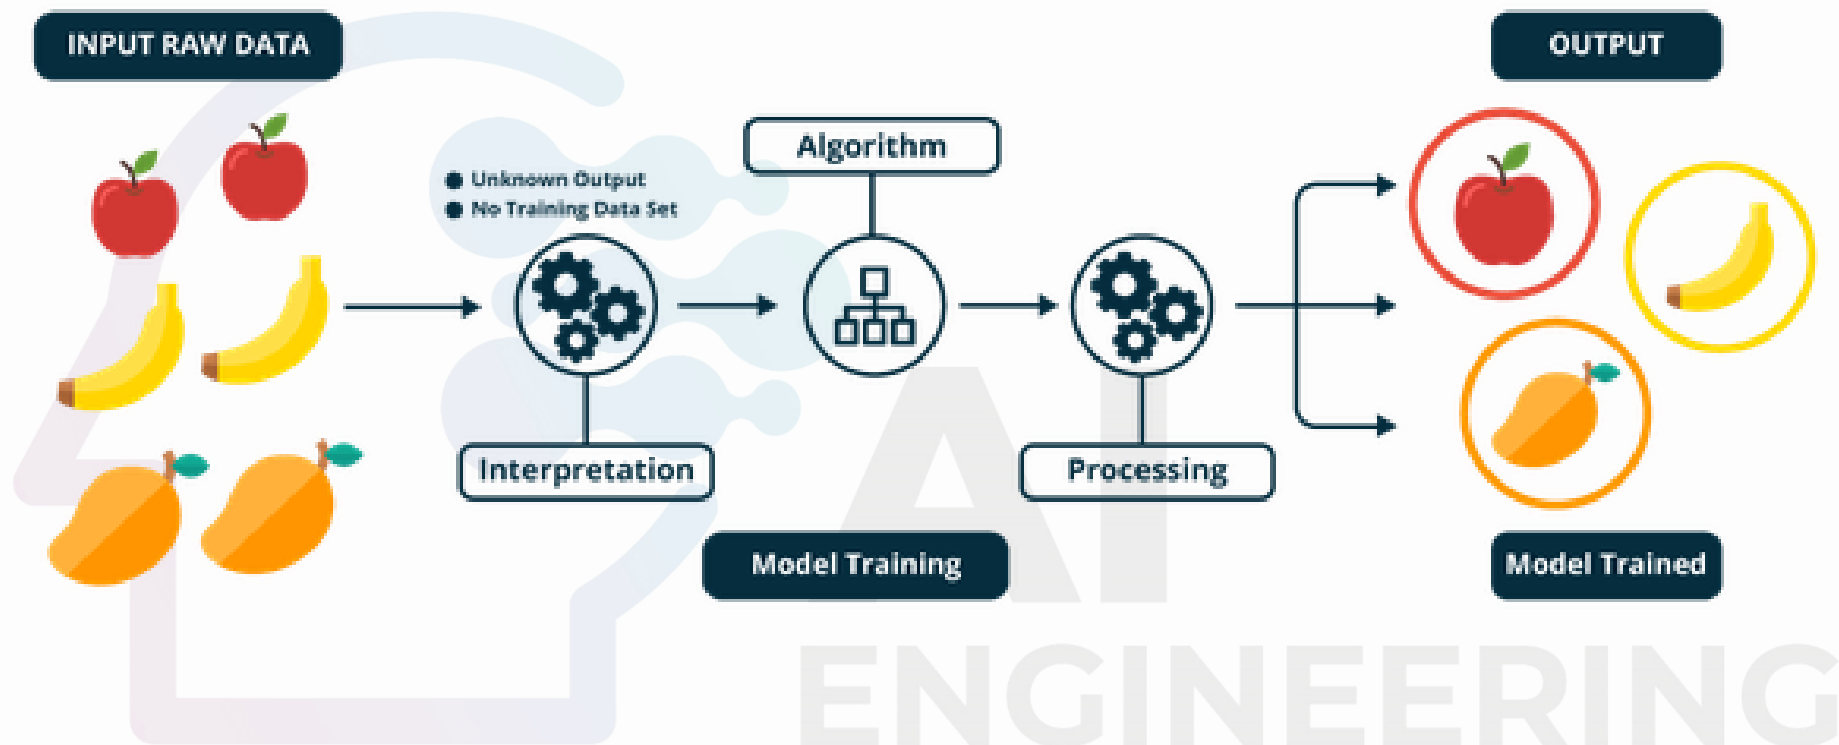 INPUT RAW DATA
OUTPUT
Algorithm
● Unknown Output
● No Training Data Set
Interpretation
Processing
Model Training
Model Trained
AI
ENGINEERING